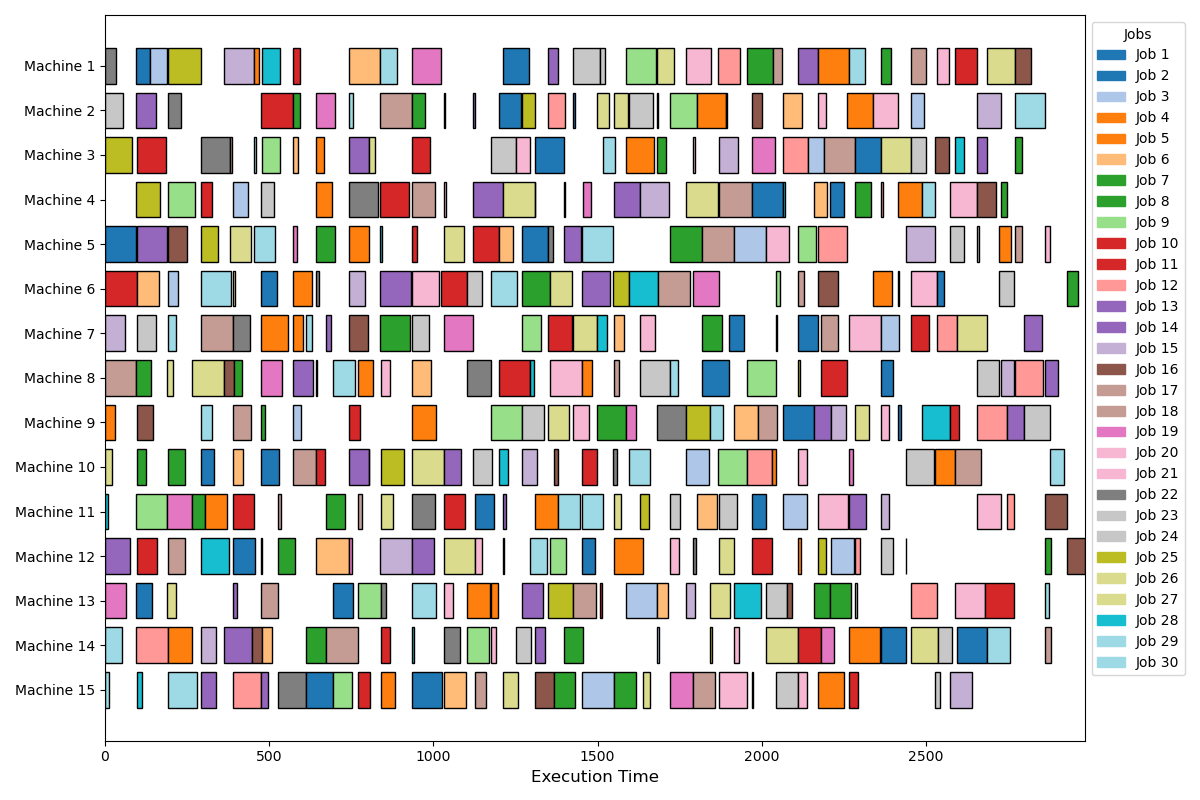 Machine 1
Machine 2
Machine 3
Machine 4
Machine 5
Machine 6
Machine 7
Machine 8
Machine 9
Machine 10
Machine 11
Machine 12
Machine 13
Machine 14
Machine 15
0 500 1000 1500 2000 2500
Execution Time
Jobs
Job 1
Job 2
Job 3
Job 4
Job 5
Job 6
Job 7
Job 8
Job 9
Job 10
Job 11
Job 12
Job 13
Job 14
Job 15
Job 16
Job 17
Job 18
Job 19
Job 20
Job 21
Job 22
Job 23
Job 24
Job 25
Job 26
Job 27
Job 28
Job 29
Job 30